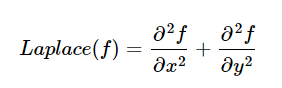 Laplace(f) = ∂²f/∂x² + ∂²f/∂y²